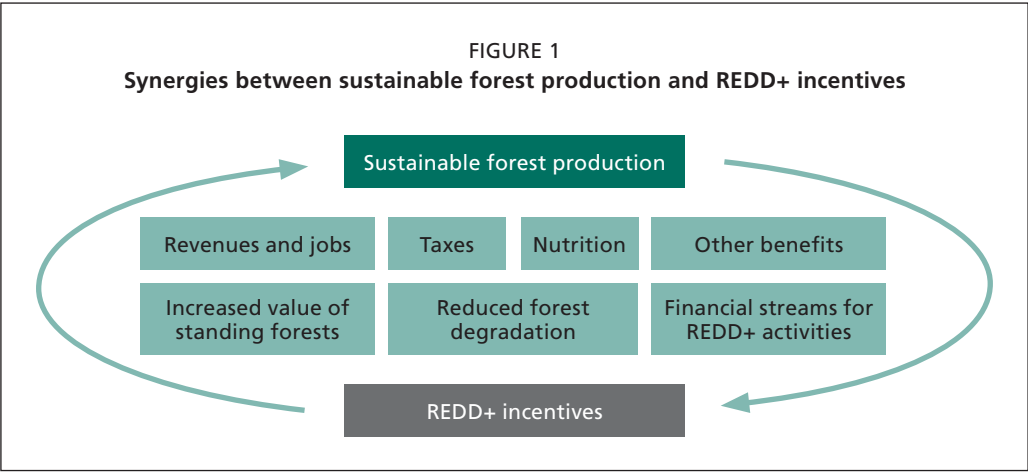 FIGURE 1
Synergies between sustainable forest production and REDD+ incentives
Sustainable forest production
Revenues and jobs
Taxes
Nutrition
Other benefits
Increased value of
standing forests
Reduced forest
degradation
Financial streams for
REDD+ activities
REDD+ incentives